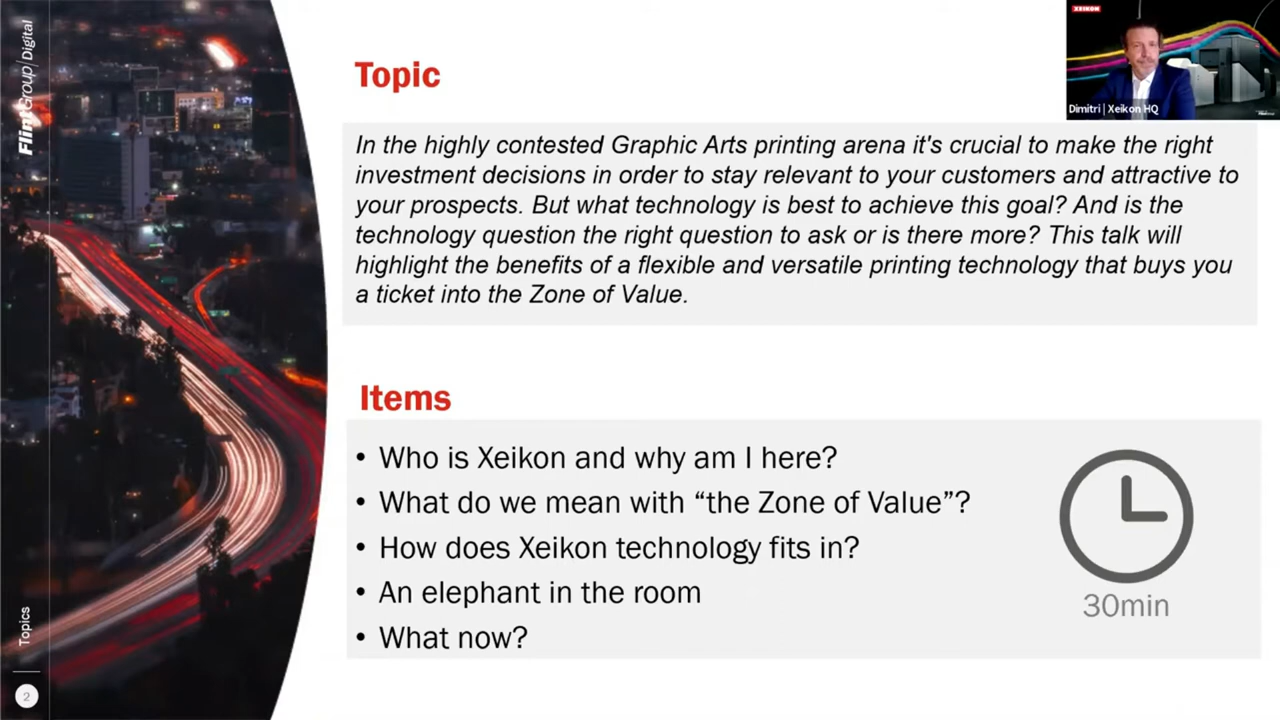 FlintGroup|Digital
Topic
XEIKON
Dimitri | Xeikon HQ
In the highly contested Graphic Arts printing arena it's crucial to make the right
investment decisions in order to stay relevant to your customers and attractive to
your prospects. But what technology is best to achieve this goal? And is the
technology question the right question to ask or is there more? This talk will
highlight the benefits of a flexible and versatile printing technology that buys you
a ticket into the Zone of Value.
Items
• Who is Xeikon and why am I here?
• What do we mean with “the Zone of Value”?
• How does Xeikon technology fits in?
• An elephant in the room
• What now?
30min
Topics
2